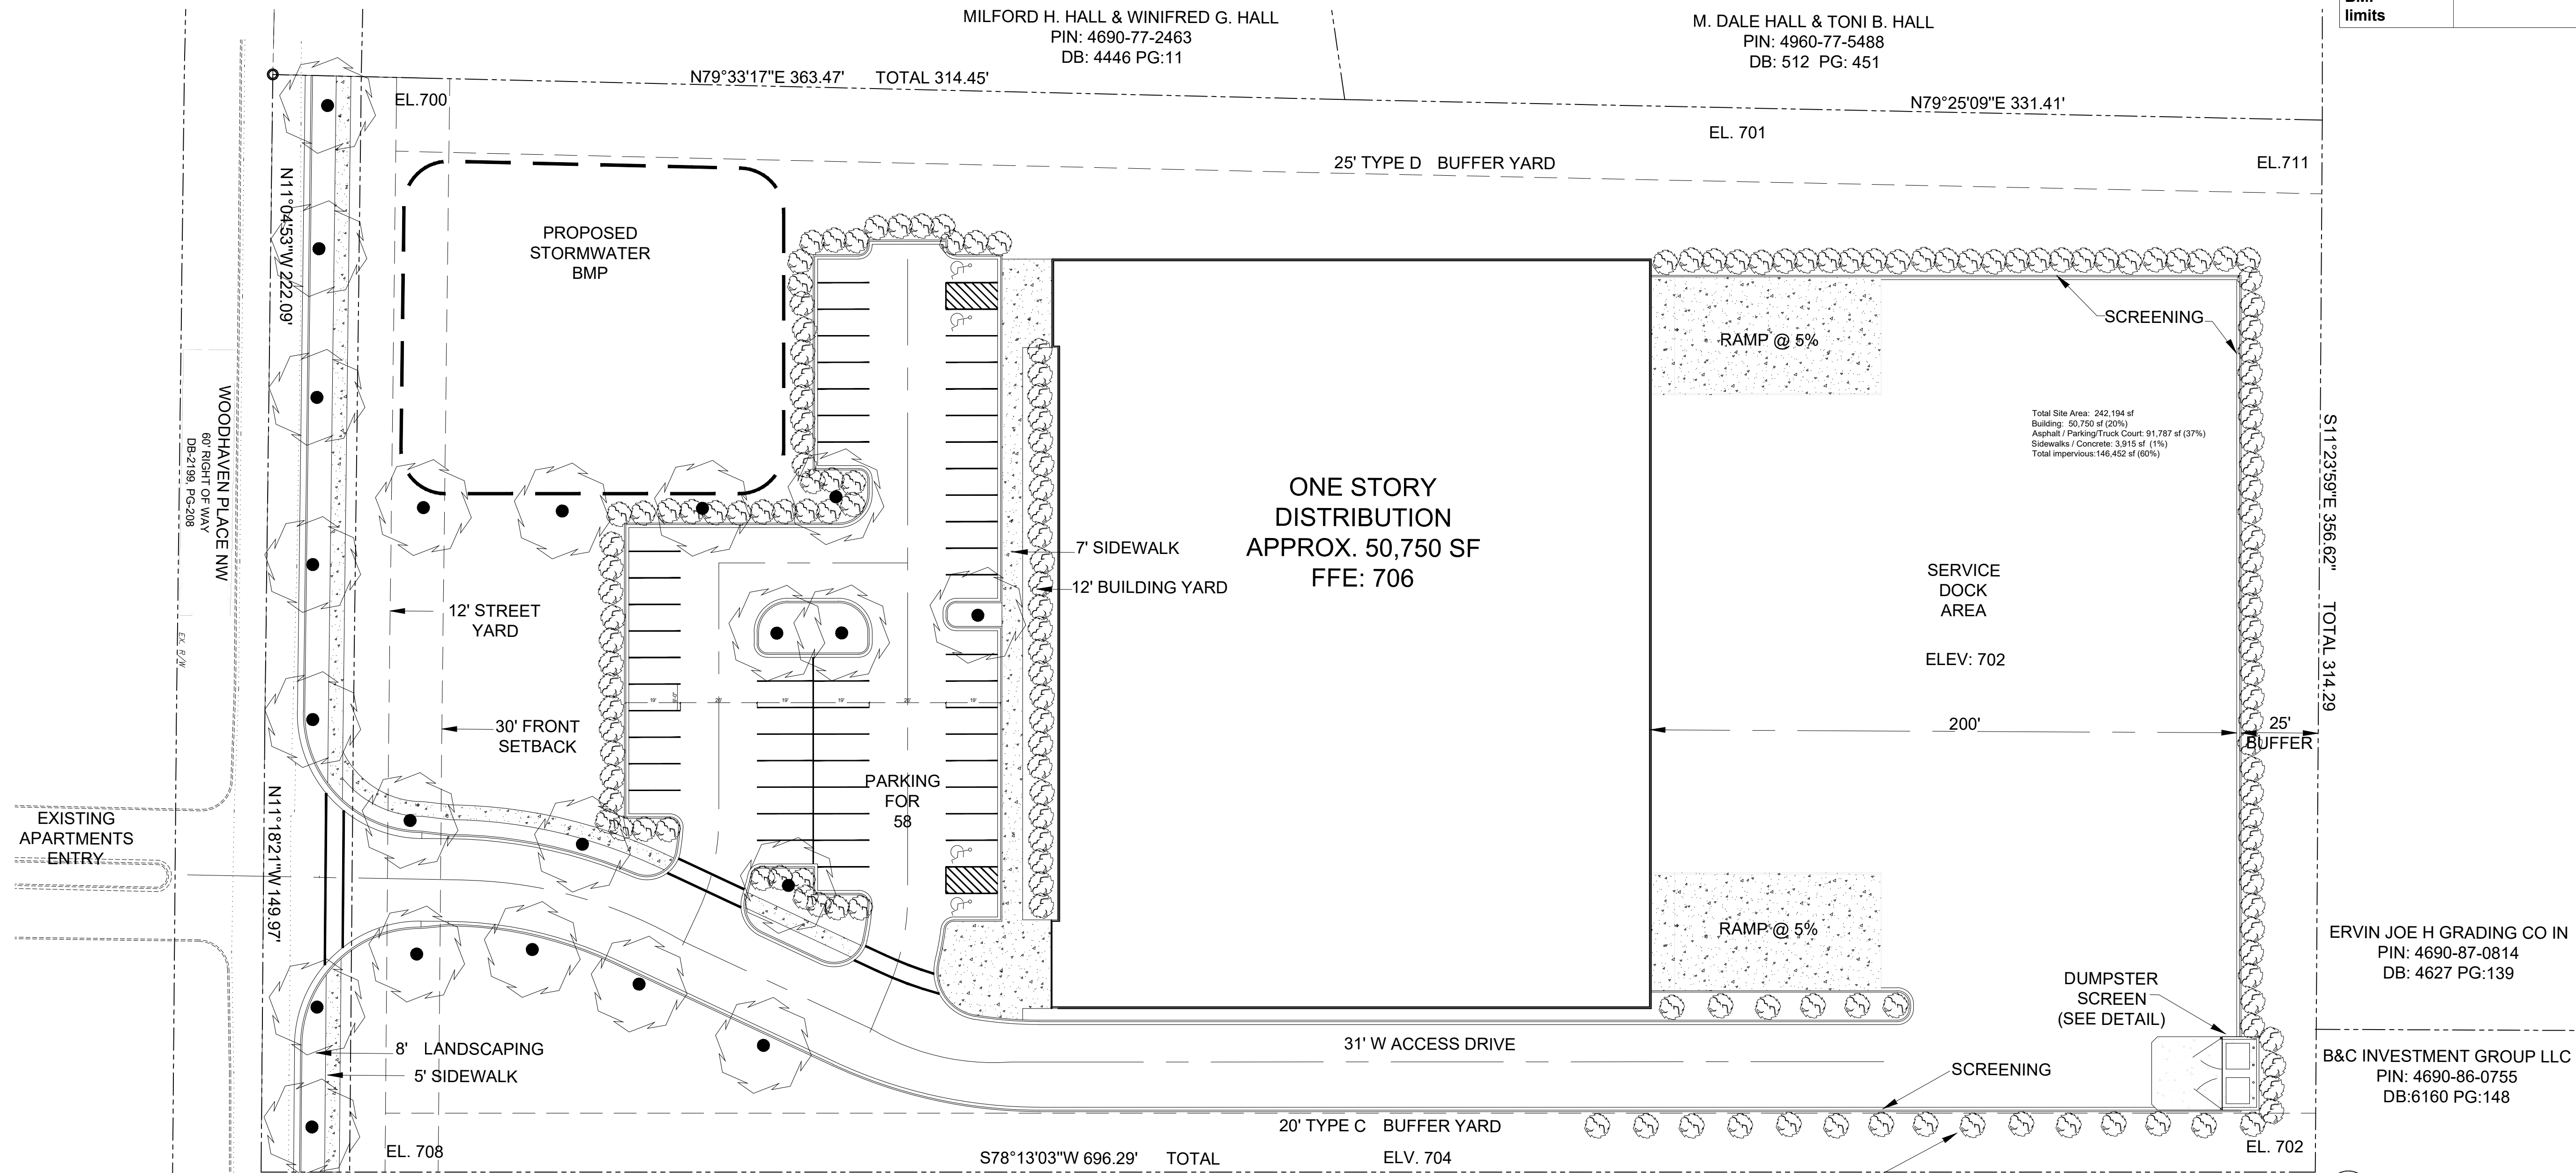 MILFORD H. HALL & WINIFRED G. HALL
PIN: 4690-77-2463
DB: 4446 PG:11
M. DALE HALL & TONI B. HALL
PIN: 4960-77-5488
DB: 512 PG: 451
limits
N79°33'17"E 363.47' TOTAL 314.45'
N79°25'09"E 331.41'
EL.700
EL. 701
25' TYPE D BUFFER YARD
EL.711
N11°04'53"W 222.09'
PROPOSED
STORMWATER
BMP
SCREENING
RAMP @ 5%
WOODHAVEN PLACE NW
60' RIGHT OF WAY
DB-2199, PG-208
EX. R/W
Total Site Area: 242,194 sf
Building: 50,750 sf (20%)
Asphalt / Parking/Truck Court: 91,787 sf (37%)
Sidewalks / Concrete: 3,915 sf (1%)
Total impervious:146,452 sf (60%)
S11°23'59"E 356.62" TOTAL 314.29
ONE STORY
DISTRIBUTION
APPROX. 50,750 SF
FFE: 706
7' SIDEWALK
12' BUILDING YARD
12' STREET
YARD
SERVICE
DOCK
AREA
ELEV: 702
30' FRONT
SETBACK
19'
19'
19'
19'
200'
25'
BUFFER
PARKING
FOR
58
EXISTING
APARTMENTS
ENTRY
N11°18'21"W 149.97'
RAMP @ 5%
ERVIN JOE H GRADING CO IN
PIN: 4690-87-0814
DB: 4627 PG:139
DUMPSTER
SCREEN
(SEE DETAIL)
8' LANDSCAPING
5' SIDEWALK
31' W ACCESS DRIVE
SCREENING
B&C INVESTMENT GROUP LLC
PIN: 4690-86-0755
DB:6160 PG:148
20' TYPE C BUFFER YARD
EL. 708
S78°13'03"W 696.29' TOTAL
ELV. 704
EL. 702